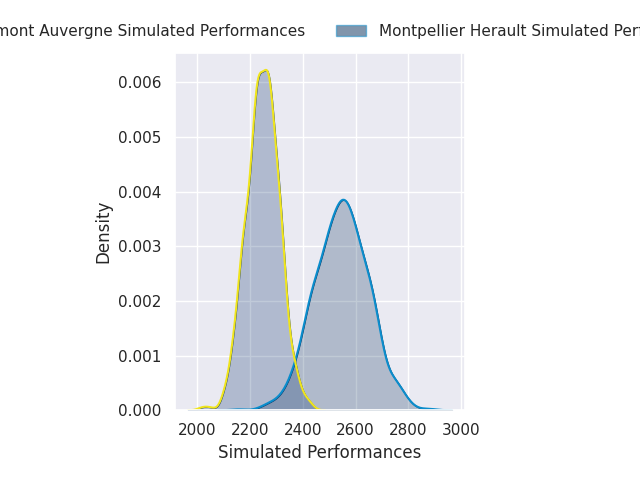 mont Auvergne Simulated Performances Montpellier Herault Simulated Per
0.006
0.005
0.004
0.003
0.002
0.001
0.000
Density
2000 2200 2400 2600 2800 3000
Simulated Performances